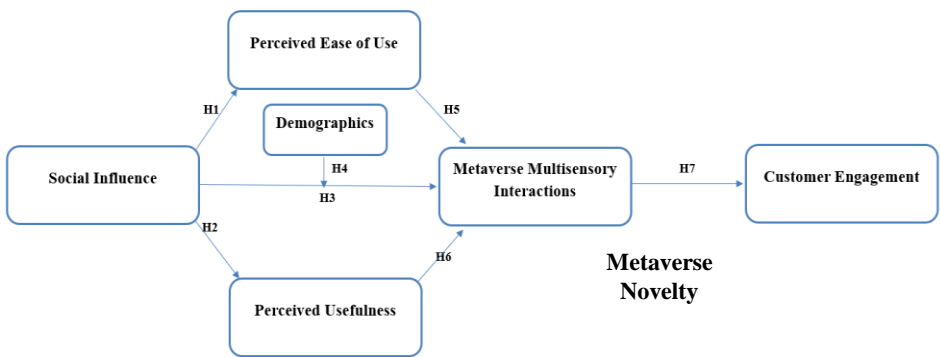 Perceived Ease of Use
H1
H5
Demographics
H4
Social Influence
Metaverse Multisensory
Interactions
H7
Customer Engagement
H3
H2
H6
Metaverse
Novelty
Perceived Usefulness